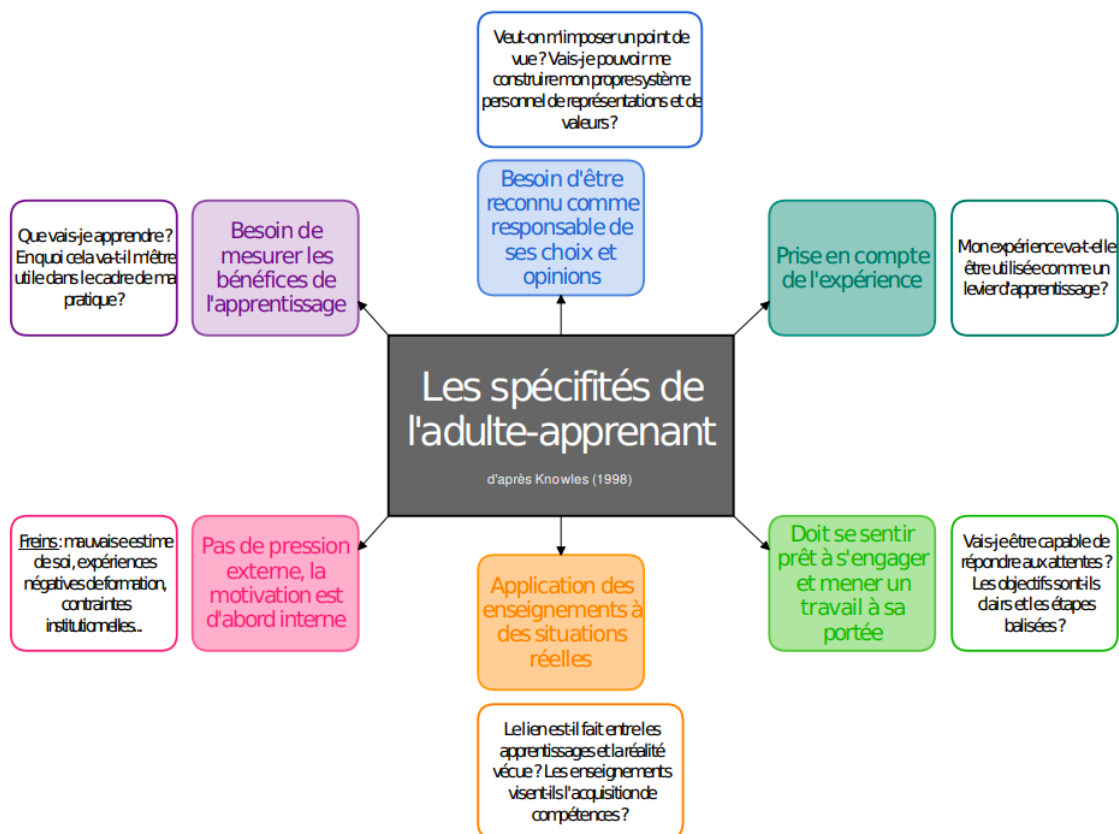 Veut-on m'imposer un point de
vue ? Vais-je pouvoir me
construire mon propre système
personnel de représentations et de
valeurs ?
Besoin d'être
reconnu comme
responsable de
ses choix et
opinions
Que vais-je apprendre ?
En quoi cela va-t-il m'être
utile dans le cadre de ma
pratique ?
Besoin de
mesurer les
bénéfices de
l'apprentissage
Prise en compte
de l'expérience
Mon expérience va-t-elle
être utilisée comme un
levier d'apprentissage ?
Les spécifités de
l'adulte-apprenant
d'après Knowles (1998)
Freins : mauvaise estime
de soi, expériences
négatives de formation,
contraintes
institutionelles...
Pas de pression
externe, la
motivation est
d'abord interne
Application des
enseignements à
des situations
réelles
Doit se sentir
prêt à s'engager
et mener un
travail à sa
portée
Vais-je être capable de
répondre aux attentes ?
Les objectifs sont-ils
clairs et les étapes
balisées ?
Le lien est-il fait entre les
apprentissages et la réalité
vécue ? Les enseignements
visent-ils l'acquisition de
compétences ?